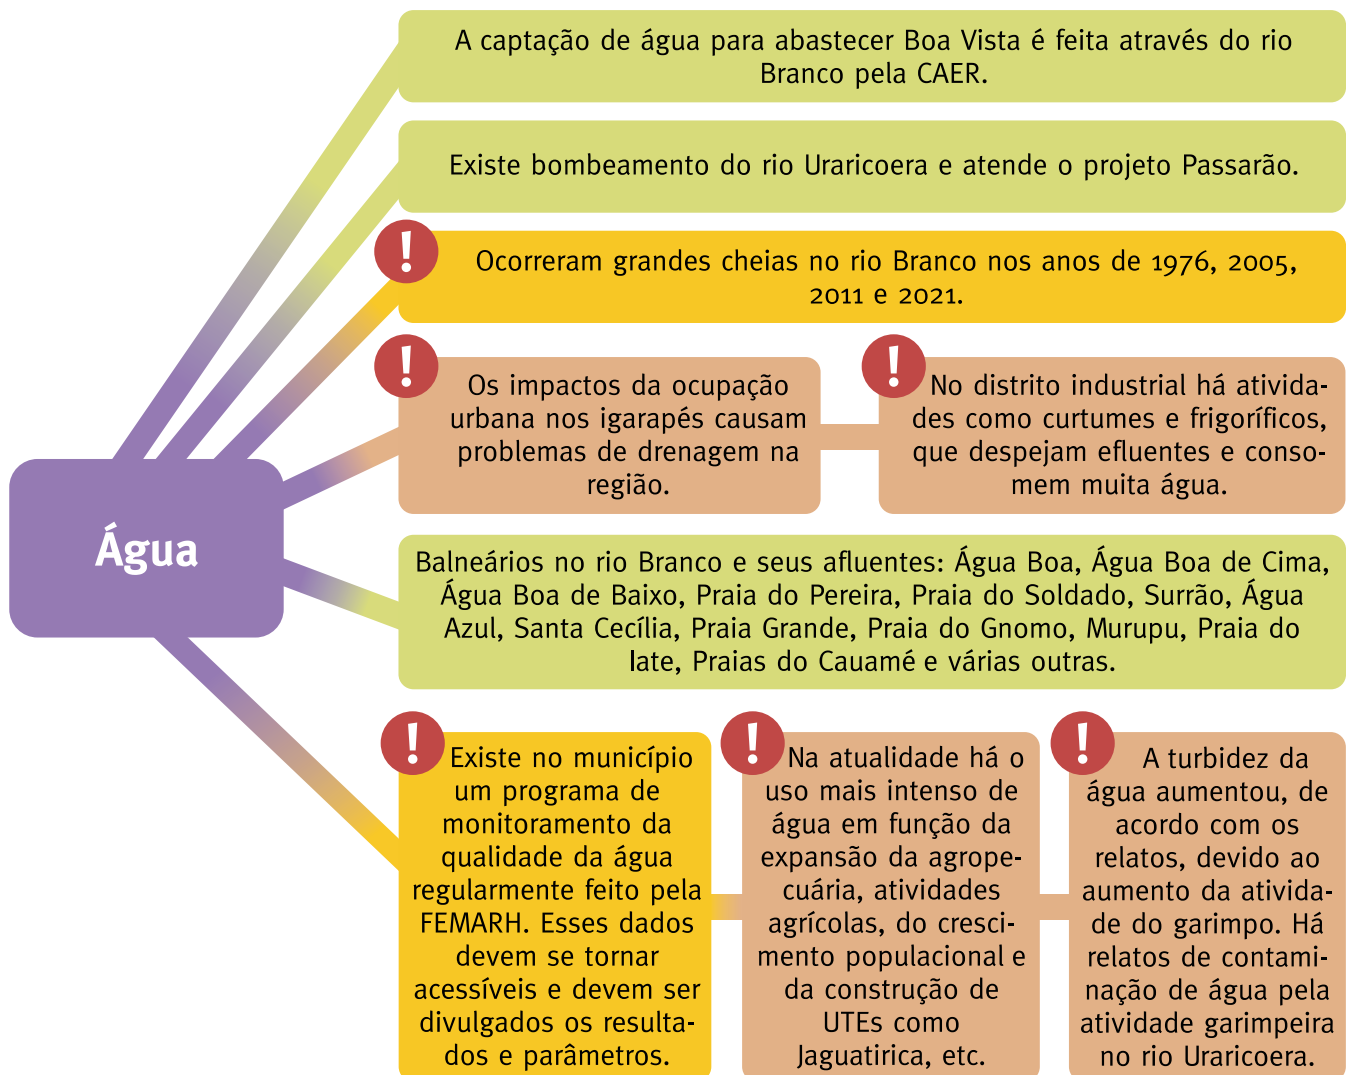 A captação de água para abastecer Boa Vista é feita através do rio
Branco pela CAER.
Existe bombeamento do rio Uraricoera e atende o projeto Passarão.
!
Ocorreram grandes cheias no rio Branco nos anos de 1976, 2005,
2011 e 2021.
!
Os impactos da ocupação
urbana nos igarapés causam
problemas de drenagem na
região.
!
No distrito industrial há ativida-
des como curtumes e frigoríficos,
que despejam efluentes e conso-
mem muita água.
Água
Balneários no rio Branco e seus afluentes: Água Boa, Água Boa de Cima,
Água Boa de Baixo, Praia do Pereira, Praia do Soldado, Surrão, Água
Azul, Santa Cecília, Praia Grande, Praia do Gnomo, Murupu, Praia do
Iate, Praias do Cauamé e várias outras.
!
Existe no município
um programa de
monitoramento da
qualidade da água
regularmente feito pela
FEMARH. Esses dados
devem se tornar
acessíveis e devem ser
divulgados os resulta-
dos e parâmetros.
!
Na atualidade há o
uso mais intenso de
água em função da
expansão da agrope-
cuária, atividades
agrícolas, do cresci-
mento populacional e
da construção de
UTEs como
Jaguatirica, etc.
!
A turbidez da
água aumentou, de
acordo com os
relatos, devido ao
aumento da ativida-
de do garimpo. Há
relatos de contami-
nação de água pela
atividade garimpeira
no rio Uraricoera.